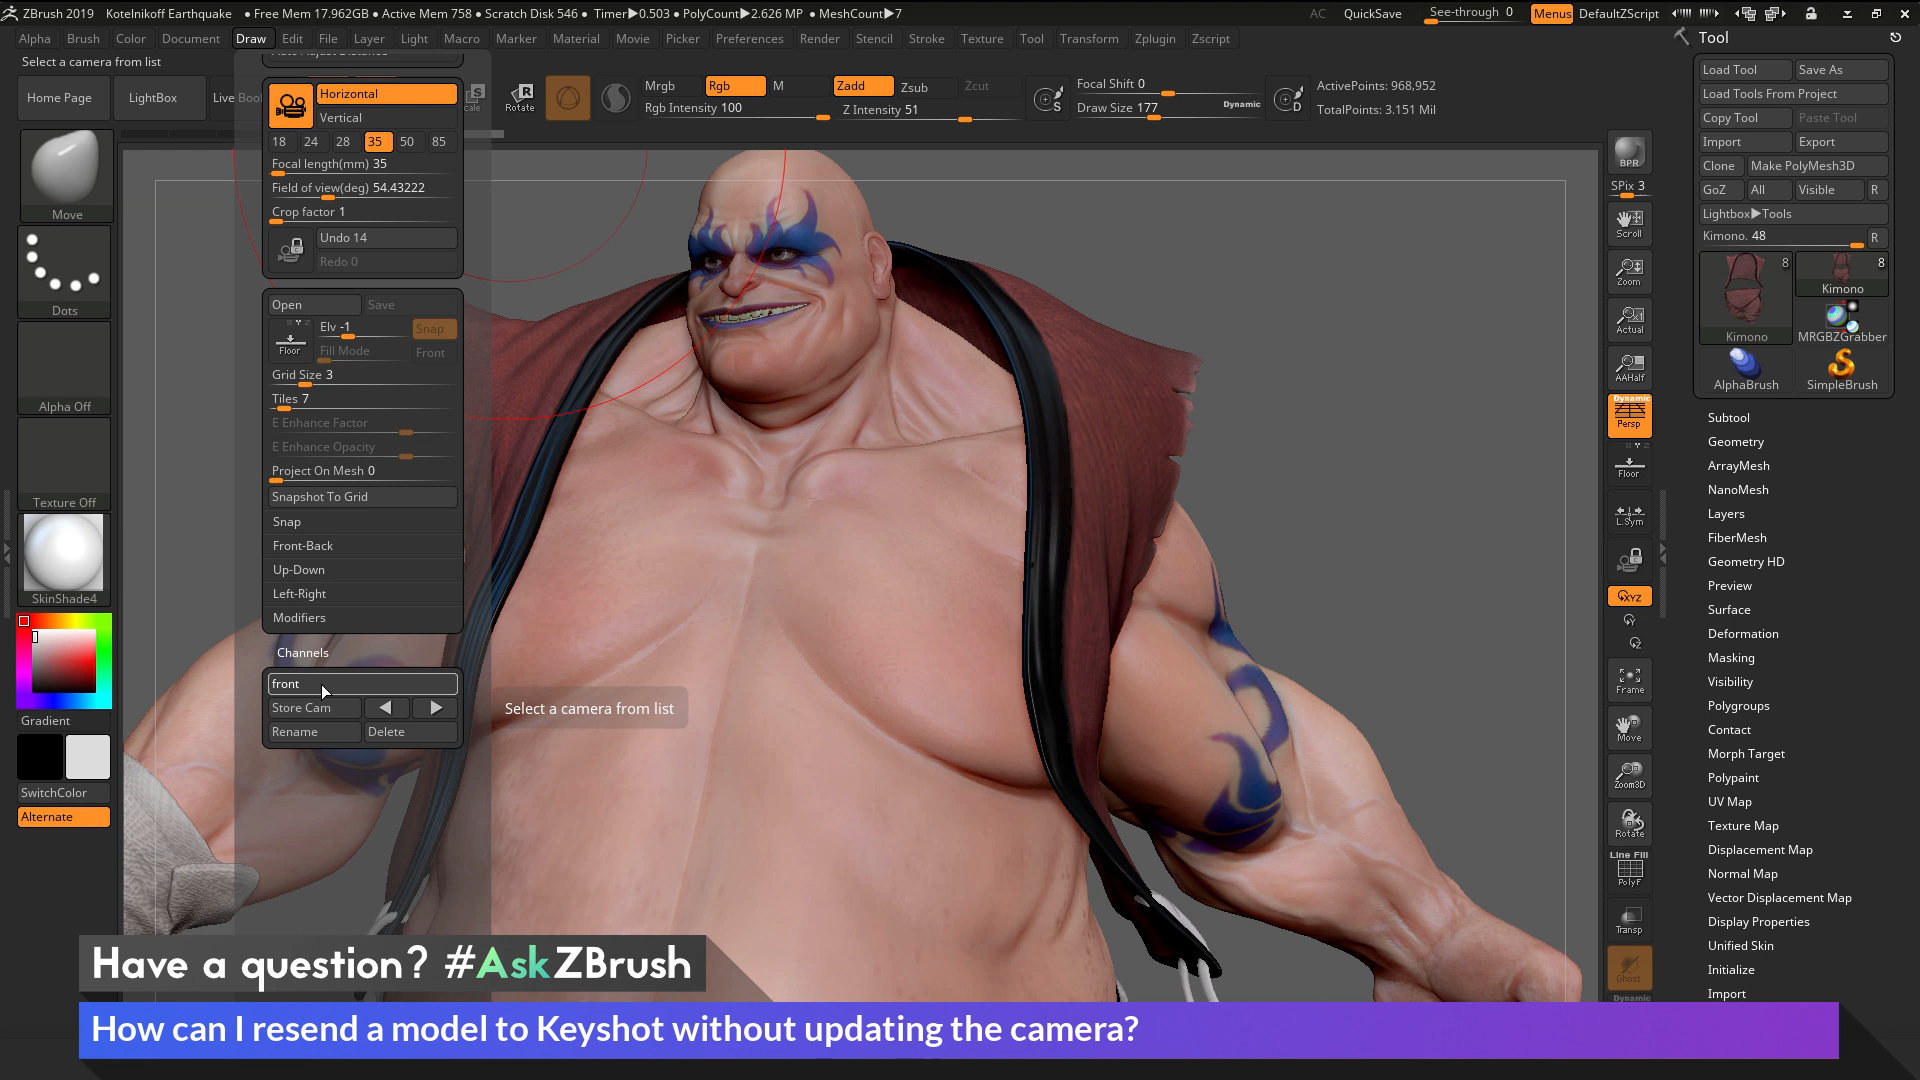 ZBrush 2019 Kotelnikoff Earthquake • Free Mem 17.962GB • Active Mem 758 • Scratch Disk 546 • Timer▶0.503 • PolyCount▶2.626 MP • MeshCount▶7 AC QuickSave See-through 0 Menus DefaultZScript
Alpha Brush Color Document Draw Edit File Layer Light Macro Marker Material Movie Picker Preferences Render Stencil Stroke Texture Tool Transform Zplugin Zscript
Select a camera from list
Home Page LightBox Live Bool
Rotate
Mrgb Rgb M Zadd Zsub Zcut
Rgb Intensity 100 Z Intensity 51
Focal Shift 0
Draw Size 177 Dynamic
ActivePoints: 968,952
TotalPoints: 3.151 Mil
Move
Dots
Alpha Off
Texture Off
SkinShade4
Gradient
SwitchColor
Alternate
Horizontal
Vertical
18 24 28 35 50 85
Focal length(mm) 35
Field of view(deg) 54.43222
Crop factor 1
Undo 14
Redo 0
Open Save
Floor Elv -1 Snap
Fill Mode Front
Grid Size 3
Tiles 7
E Enhance Factor
E Enhance Opacity
Project On Mesh 0
Snapshot To Grid
Snap
Front-Back
Up-Down
Left-Right
Modifiers
Channels
front
Store Cam
Rename Delete
Select a camera from list
BPR
SPix 3
Scroll
Zoom
Actual
AAHalf
Dynamic
Persp
Floor
L.Sym
XYZ
Y
Z
Frame
Move
Zoom3D
Rotate
Line Fill
PolyF
Transp
Ghost
Dynamic
Tool
Load Tool Save As
Load Tools From Project
Copy Tool Paste Tool
Import Export
Clone Make PolyMesh3D
GoZ All Visible R
Lightbox▶Tools
Kimono. 48 R
8 8
Kimono
Kimono MRGBZGrabber
AlphaBrush SimpleBrush
Subtool
Geometry
ArrayMesh
NanoMesh
Layers
FiberMesh
Geometry HD
Preview
Surface
Deformation
Masking
Visibility
Polygroups
Contact
Morph Target
Polypaint
UV Map
Texture Map
Displacement Map
Normal Map
Vector Displacement Map
Display Properties
Unified Skin
Initialize
Import
Have a question? #AskZBrush
How can I resend a model to Keyshot without updating the camera?